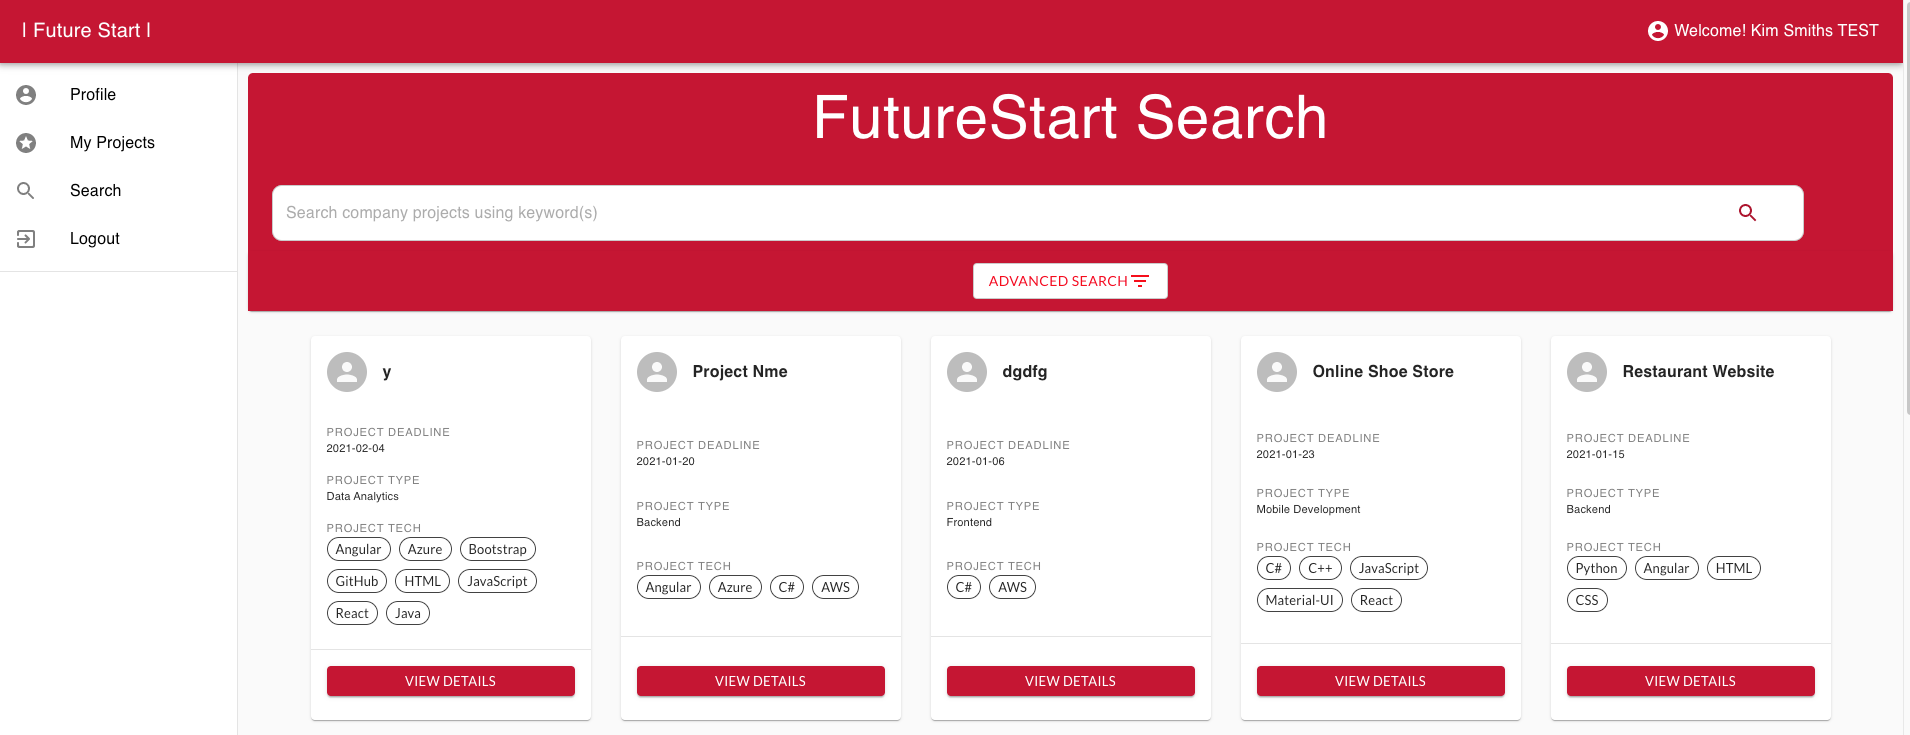 | Future Start |
Welcome! Kim Smiths TEST
Profile
My Projects
Search
Logout
FutureStart Search
Search company projects using keyword(s)
ADVANCED SEARCH
y
PROJECT DEADLINE
2021-02-04
PROJECT TYPE
Data Analytics
PROJECT TECH
Angular Azure Bootstrap
GitHub HTML JavaScript
React Java
VIEW DETAILS
Project Nme
PROJECT DEADLINE
2021-01-20
PROJECT TYPE
Backend
PROJECT TECH
Angular Azure C# AWS
VIEW DETAILS
dgdfg
PROJECT DEADLINE
2021-01-06
PROJECT TYPE
Frontend
PROJECT TECH
C# AWS
VIEW DETAILS
Online Shoe Store
PROJECT DEADLINE
2021-01-23
PROJECT TYPE
Mobile Development
PROJECT TECH
C# C++ JavaScript
Material-UI React
VIEW DETAILS
Restaurant Website
PROJECT DEADLINE
2021-01-15
PROJECT TYPE
Backend
PROJECT TECH
Python Angular HTML
CSS
VIEW DETAILS